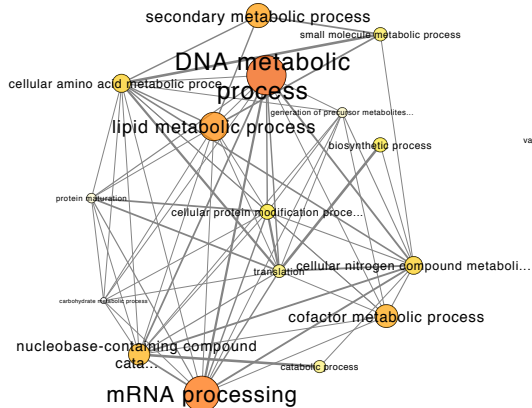 secondary metabolic process
small molecule metabolic process
DNA metabolic
process
cellular amino acid metabolic proce...
generation of precursor metabolites...
lipid metabolic process
va
biosynthetic process
protein maturation
cellular protein modification proce...
translation
cellular nitrogen compound metaboli...
carbohydrate metabolic process
cofactor metabolic process
nucleobase-containing compound
cata...
catabolic process
mRNA processing